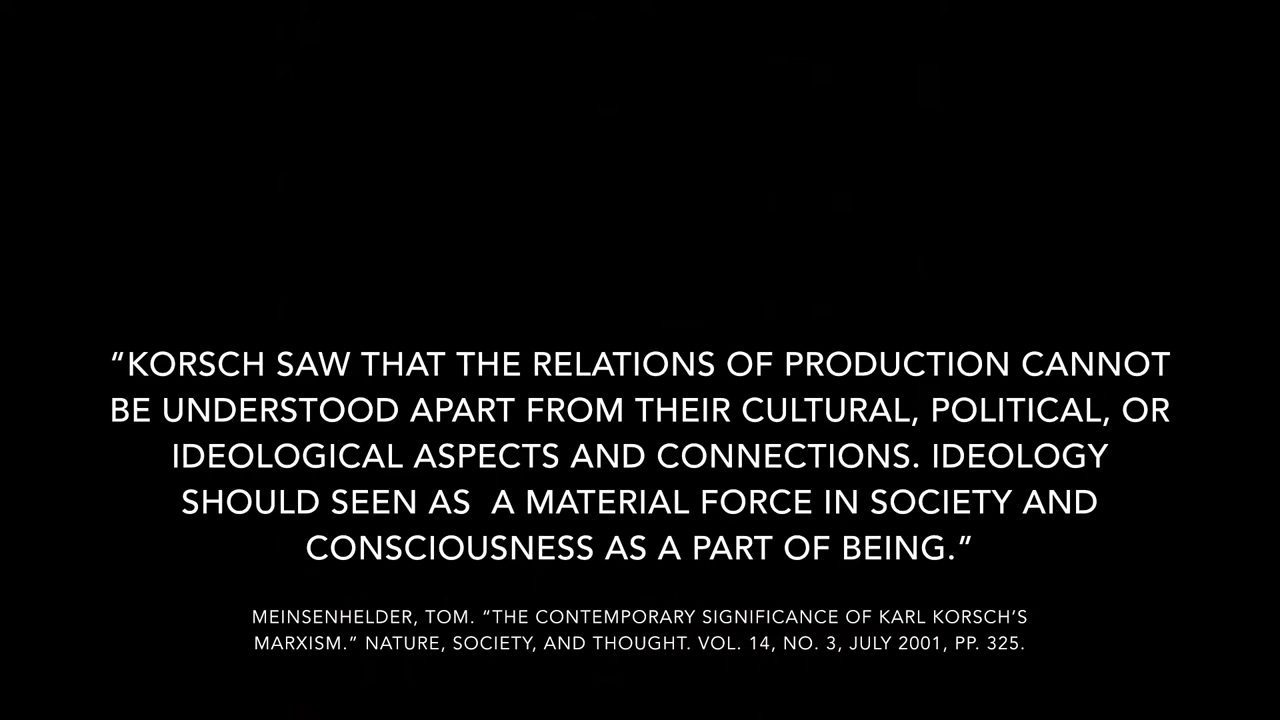 “KORSCH SAW THAT THE RELATIONS OF PRODUCTION CANNOT
BE UNDERSTOOD APART FROM THEIR CULTURAL, POLITICAL, OR
IDEOLOGICAL ASPECTS AND CONNECTIONS. IDEOLOGY
SHOULD SEEN AS  A MATERIAL FORCE IN SOCIETY AND
CONSCIOUSNESS AS A PART OF BEING.”
MEINSENHELDER, TOM. “THE CONTEMPORARY SIGNIFICANCE OF KARL KORSCH’S
MARXISM.” NATURE, SOCIETY, AND THOUGHT. VOL. 14, NO. 3, JULY 2001, PP. 325.